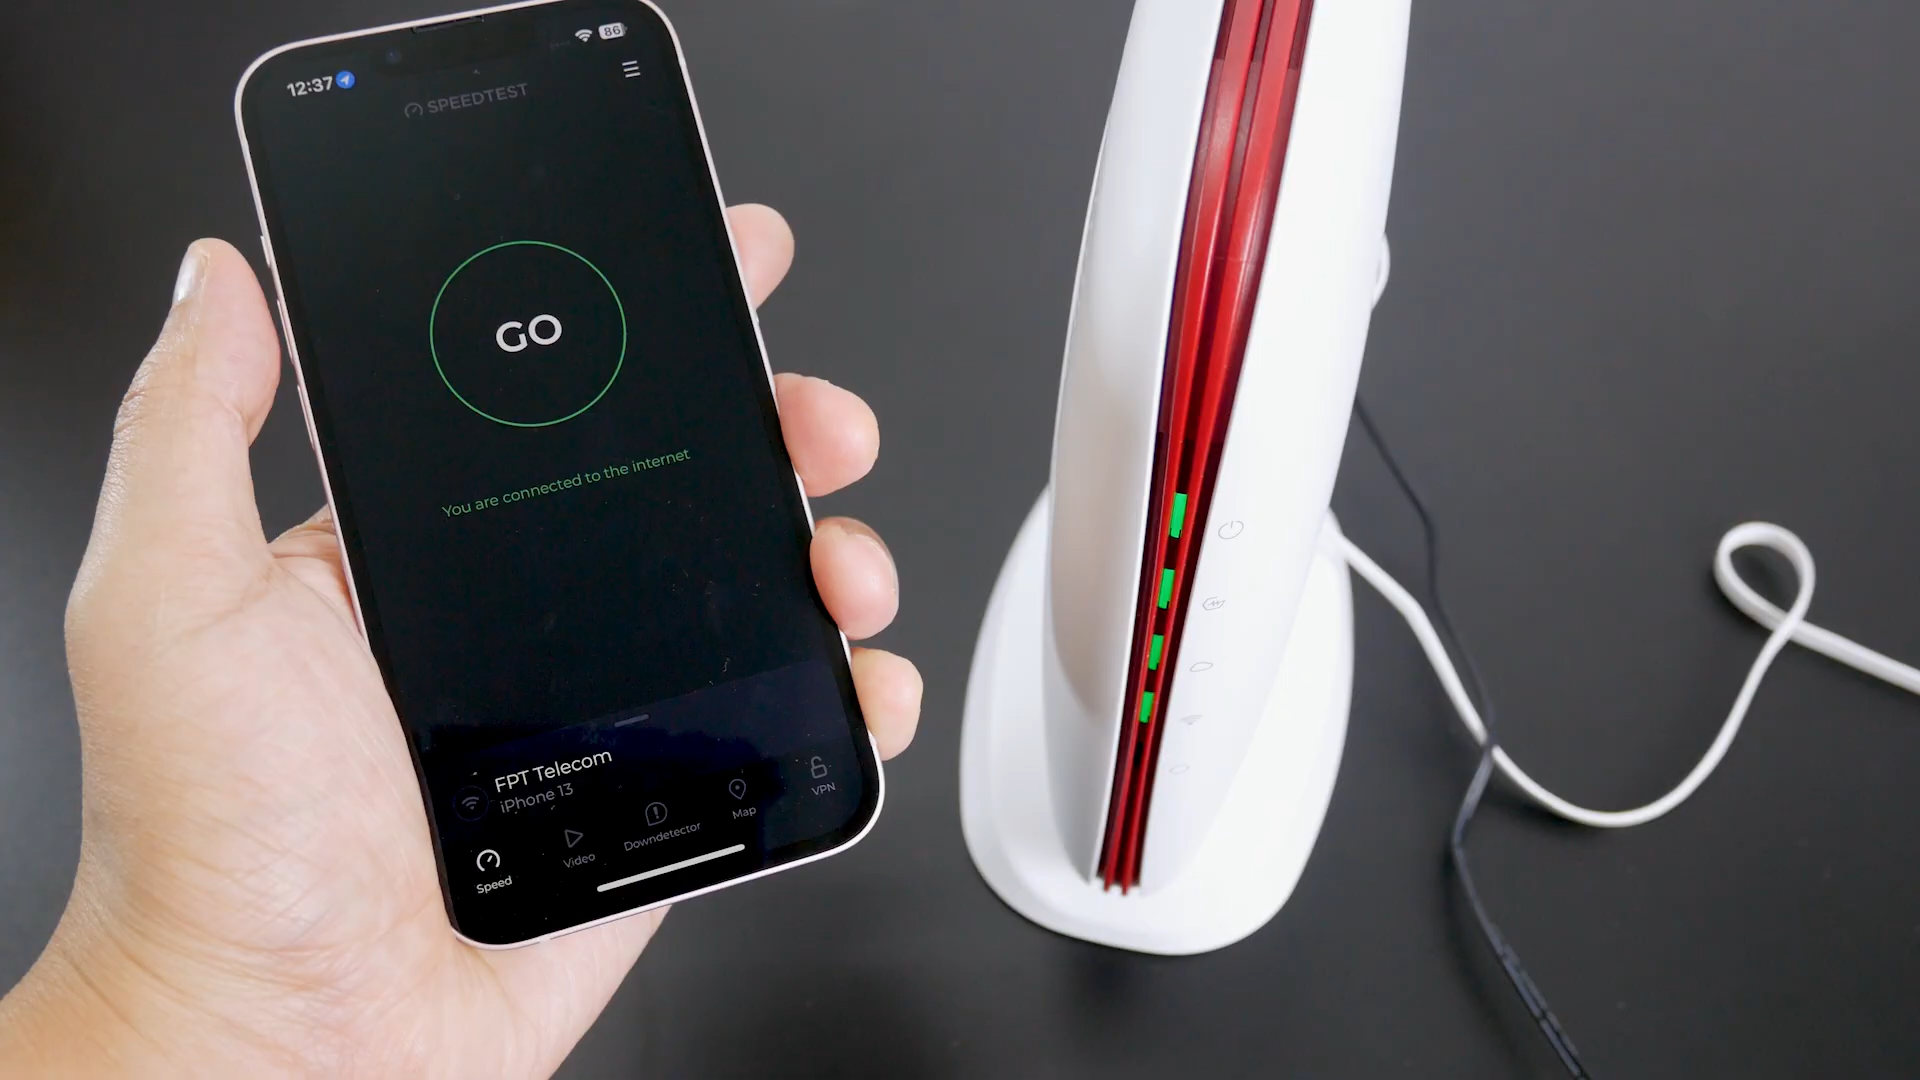 12:37
86
SPEEDTEST
GO
You are connected to the internet
FPT Telecom
iPhone 13
Speed
Video
Downdetector
Map
VPN